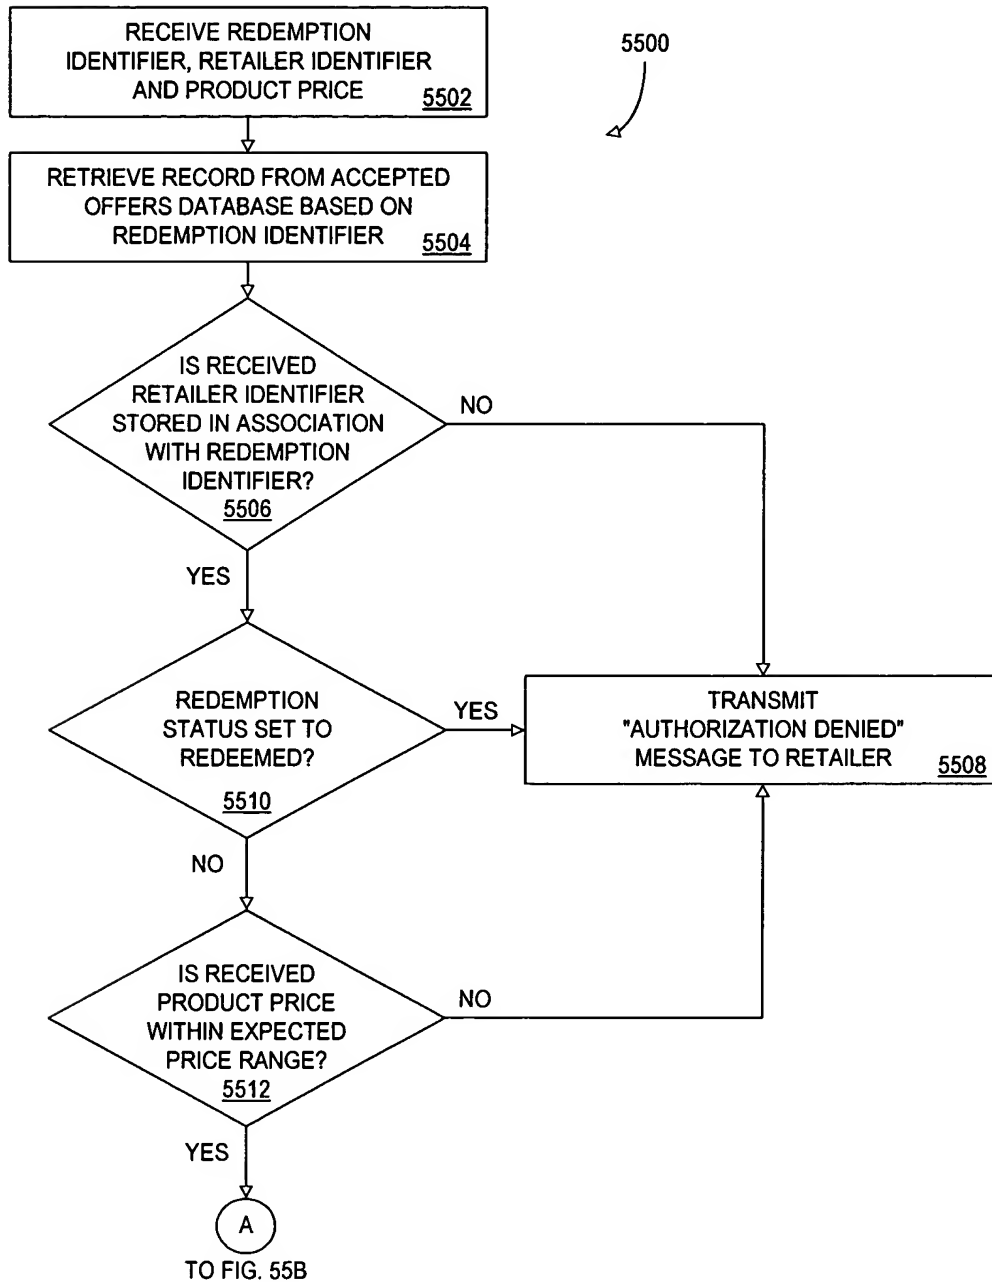 RECEIVE REDEMPTION
IDENTIFIER, RETAILER IDENTIFIER
AND PRODUCT PRICE
5502
5500
RETRIEVE RECORD FROM ACCEPTED
OFFERS DATABASE BASED ON
REDEMPTION IDENTIFIER
5504
IS RECEIVED
RETAILER IDENTIFIER
STORED IN ASSOCIATION
WITH REDEMPTION
IDENTIFIER?
5506
NO
YES
REDEMPTION
STATUS SET TO
REDEEMED?
5510
YES
TRANSMIT
"AUTHORIZATION DENIED"
MESSAGE TO RETAILER
5508
NO
IS RECEIVED
PRODUCT PRICE
WITHIN EXPECTED
PRICE RANGE?
5512
NO
YES
A
TO FIG. 55B